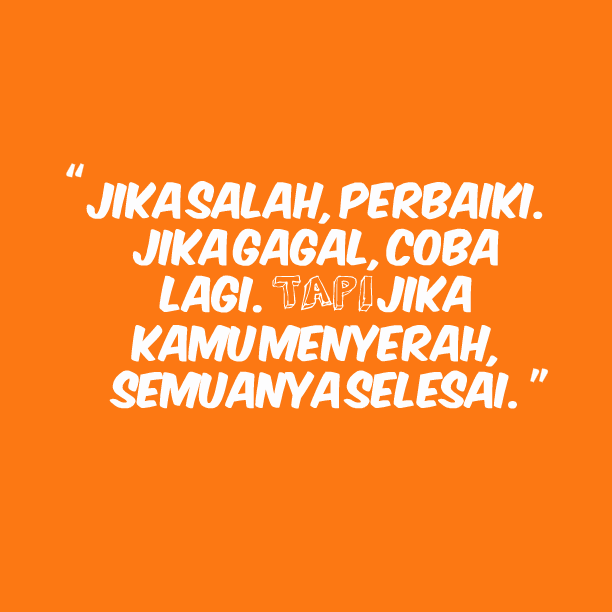 “ JIKA SALAH, PERBAIKI.
JIKA GAGAL, COBA
LAGI. TAPI JIKA
KAMU MENYERAH,
SEMUANYA SELESAI. ”